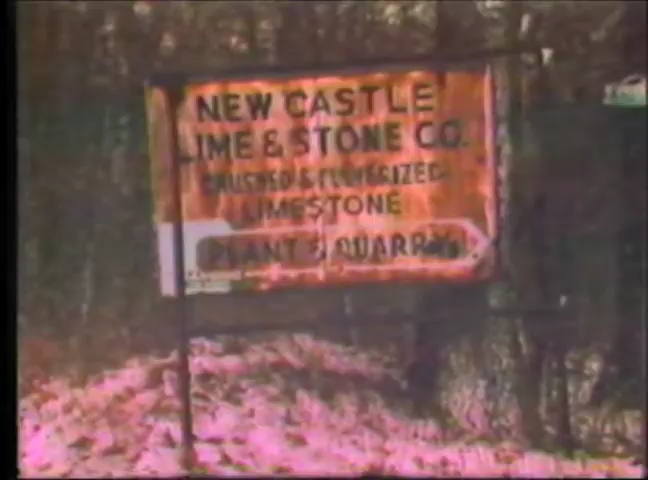 NEW CASTLE
LIME & STONE CO.
CRUSHED & PULVERIZED
LIMESTONE
PLANT & QUARRY